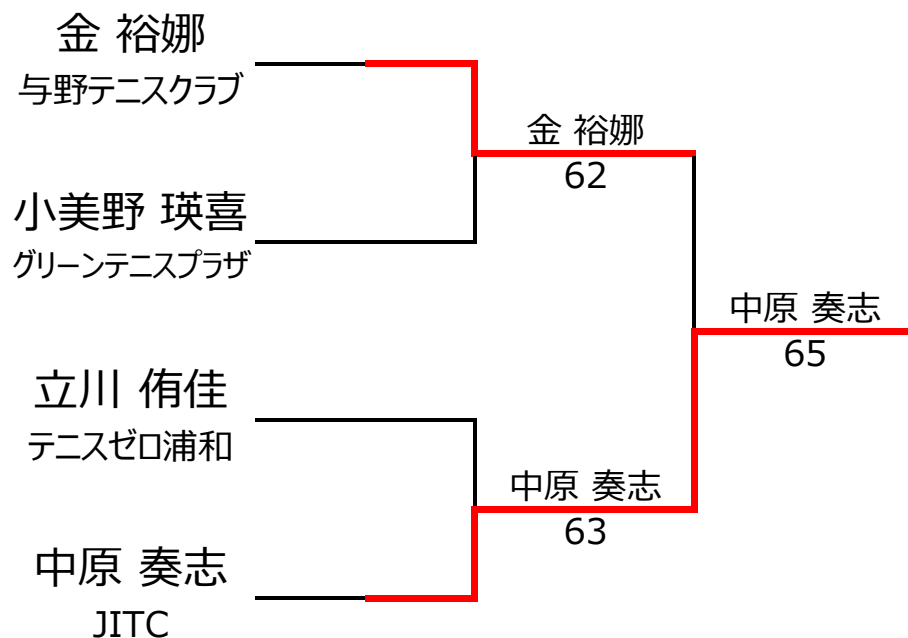 金 裕娜
与野テニスクラブ
小美野 瑛喜
グリーンテニスプラザ
立川 侑佳
テニスゼロ浦和
中原 奏志
JITC
金 裕娜
62
中原 奏志
63
中原 奏志
65